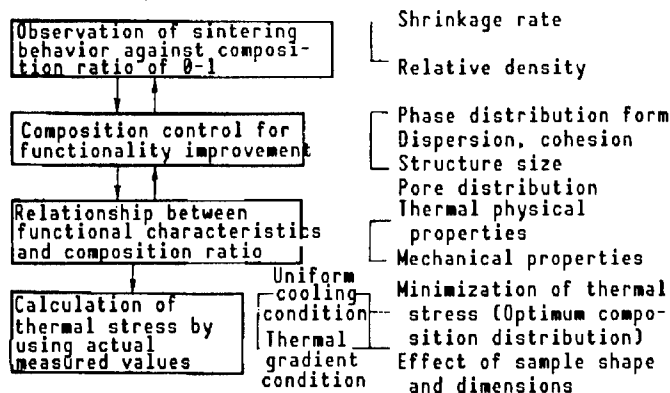 Observation of sintering
behavior against composi-
tion ratio of 0-1
Shrinkage rate
Relative density
Composition control for
functionality improvement
Phase distribution form
Dispersion, cohesion
Structure size
Pore distribution
Relationship between
functional characteristics
and composition ratio
Thermal physical
properties
Mechanical properties
Calculation of
thermal stress by
using actual
measured values
Uniform
cooling
condition
Thermal
gradient
condition
Minimization of thermal
stress (Optimum compo-
sition distribution)
Effect of sample shape
and dimensions